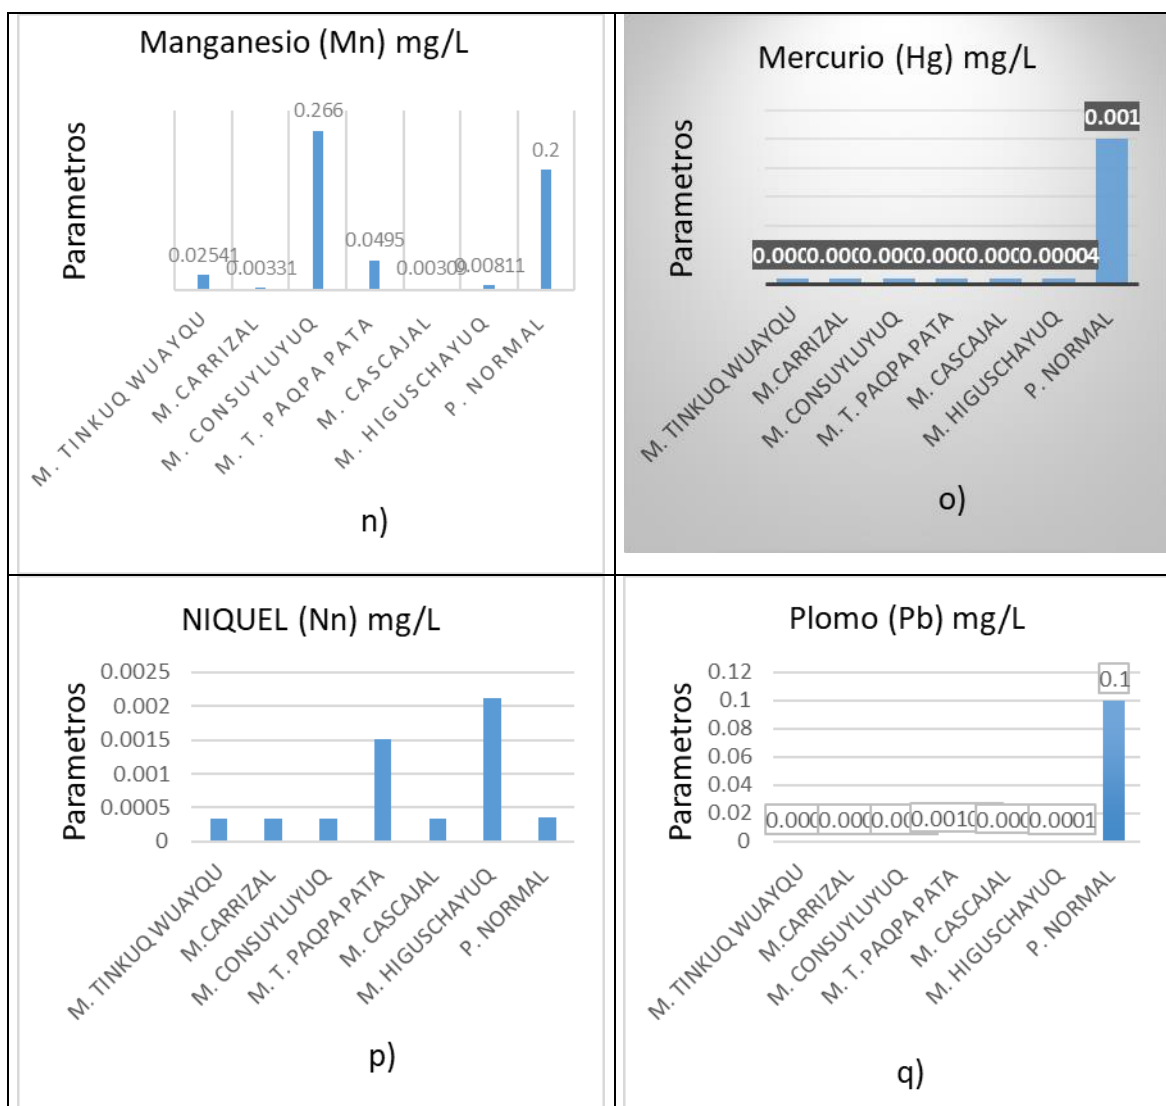 Manganesio (Mn) mg/L
Parametros
0.02541
0.00331
0.266
0.0495
0.00309
0.00811
0.2
M. TINKUQ WUAYQU
M. CARRIZAL
M. CONSUYLUYUQ
M. T. PAQPA PATA
M. CASCAJAL
M. HIGUSCHAYUQ
P. NORMAL
n)
Mercurio (Hg) mg/L
Parametros
0.00004
0.001
M. TINKUQ WUAYQU
M.CARRIZAL
M. CONSUYLUYUQ
M. T. PAQPA PATA
M. CASCAJAL
M. HIGUSCHAYUQ
P. NORMAL
o)
NIQUEL (Nn) mg/L
Parametros
0.0025
0.002
0.0015
0.001
0.0005
0
M. TINKUQ WUAYQU
M.CARRIZAL
M. CONSUYLUYUQ
M. T. PAQPA PATA
M. CASCAJAL
M. HIGUSCHAYUQ
P. NORMAL
p)
Plomo (Pb) mg/L
Parametros
0.12
0.1
0.08
0.06
0.04
0.02
0
0.0001
0.1
M. TINKUQ WUAYQU
M.CARRIZAL
M. CONSUYLUYUQ
M. T. PAQPA PATA
M. CASCAJAL
M. HIGUSCHAYUQ
P. NORMAL
q)